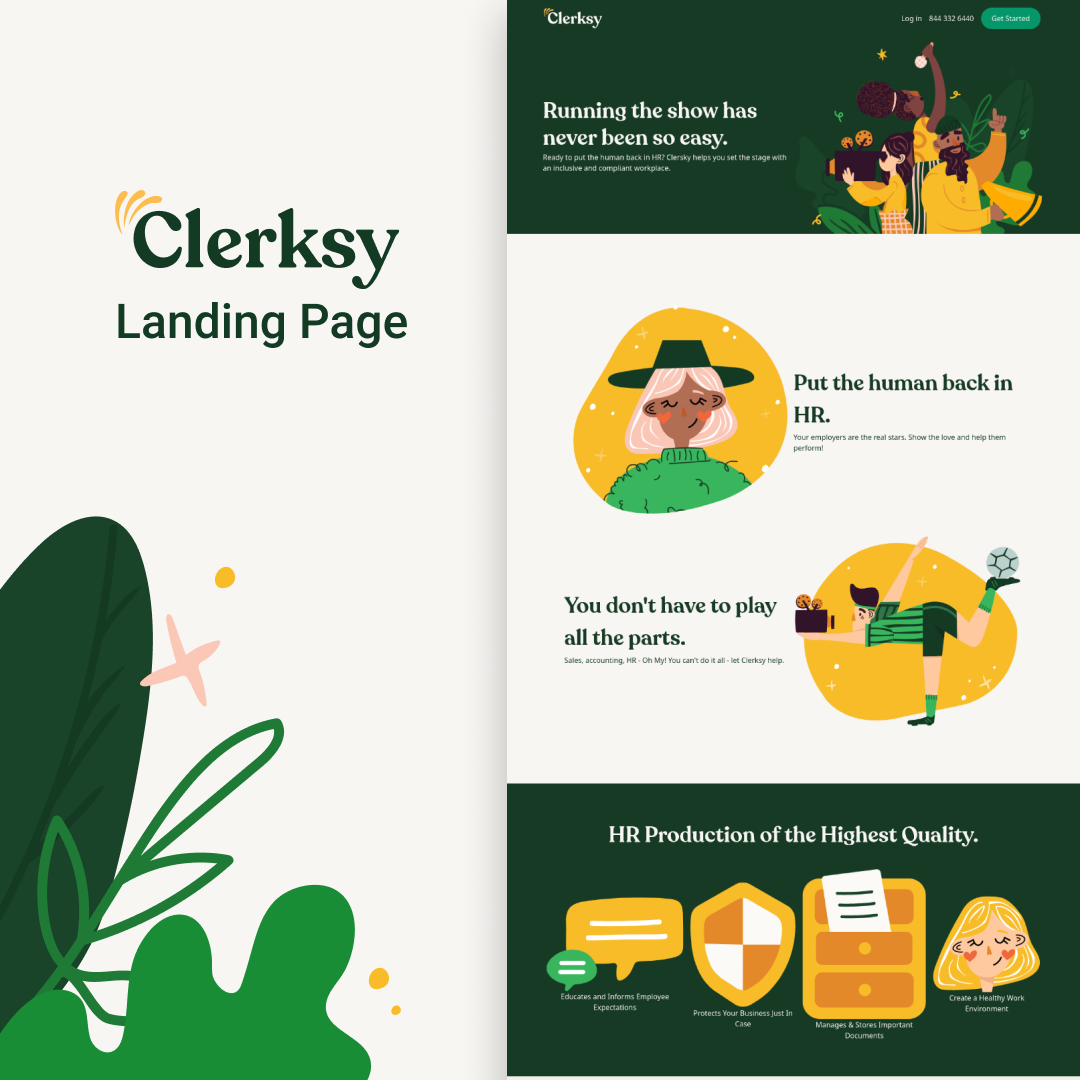 Clerksy
Landing Page
Clerksy
Log in 844 332 6440 Get Started
Running the show has
never been so easy.
Ready to put the human back in HR? Clersky helps you set the stage with
an inclusive and compliant workplace.
Put the human back in
HR.
Your employers are the real stars. Show the love and help them
perform!
You don't have to play
all the parts.
Sales, accounting, HR - Oh My! You can't do it all - let Clerksy help.
HR Production of the Highest Quality.
Educates and Informs Employee
Expectations
Protects Your Business Just In
Case
Manages & Stores Important
Documents
Create a Healthy Work
Environment